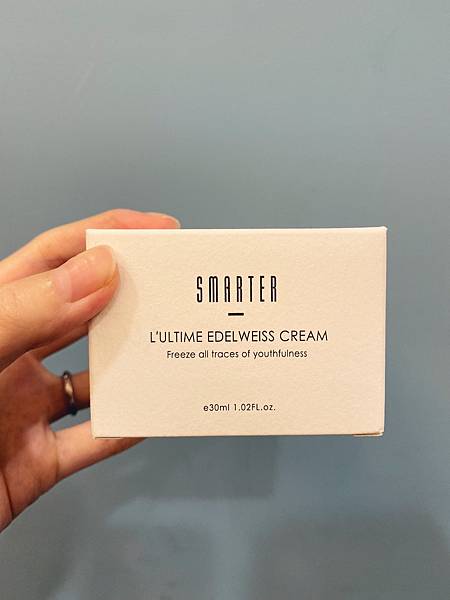 SMARTER
L'ULTIME EDELWEISS CREAM
Freeze all traces of youthfulness
e30ml 1.02FL.oz.